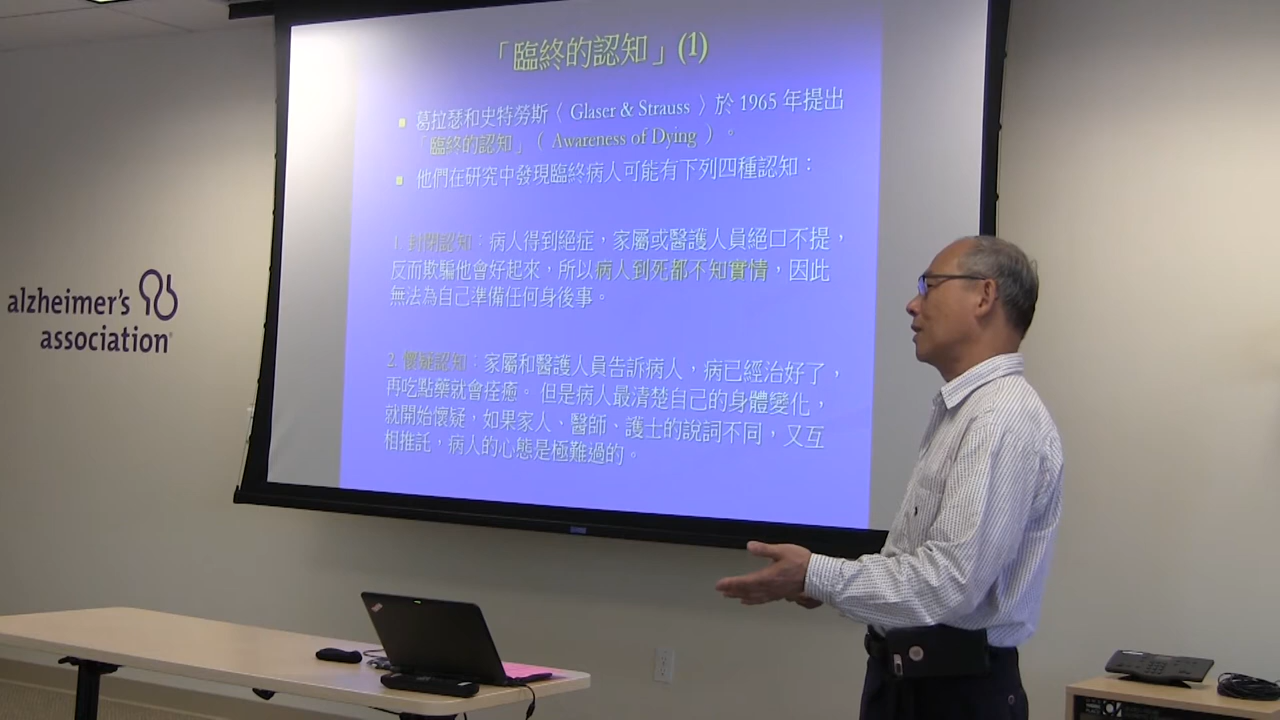 「臨終的認知」(1)
葛拉瑟和史特勞斯〈 Glaser & Strauss 〉於 1965 年提出
「臨終的認知」（ Awareness of Dying ）。
他們在研究中發現臨終病人可能有下列四種認知：
1. 封閉認知：病人得到絕症，家屬或醫護人員絕口不提，
反而欺騙他會好起來，所以病人到死都不知實情，因此
無法為自己準備任何身後事。
2. 懷疑認知：家屬和醫護人員告訴病人，病已經治好了，
再吃點藥就會痊癒。 但是病人最清楚自己的身體變化，
就開始懷疑，如果家人、醫師、護士的說詞不同，又互
相推託，病人的心態是極難過的。
alzheimer's
association